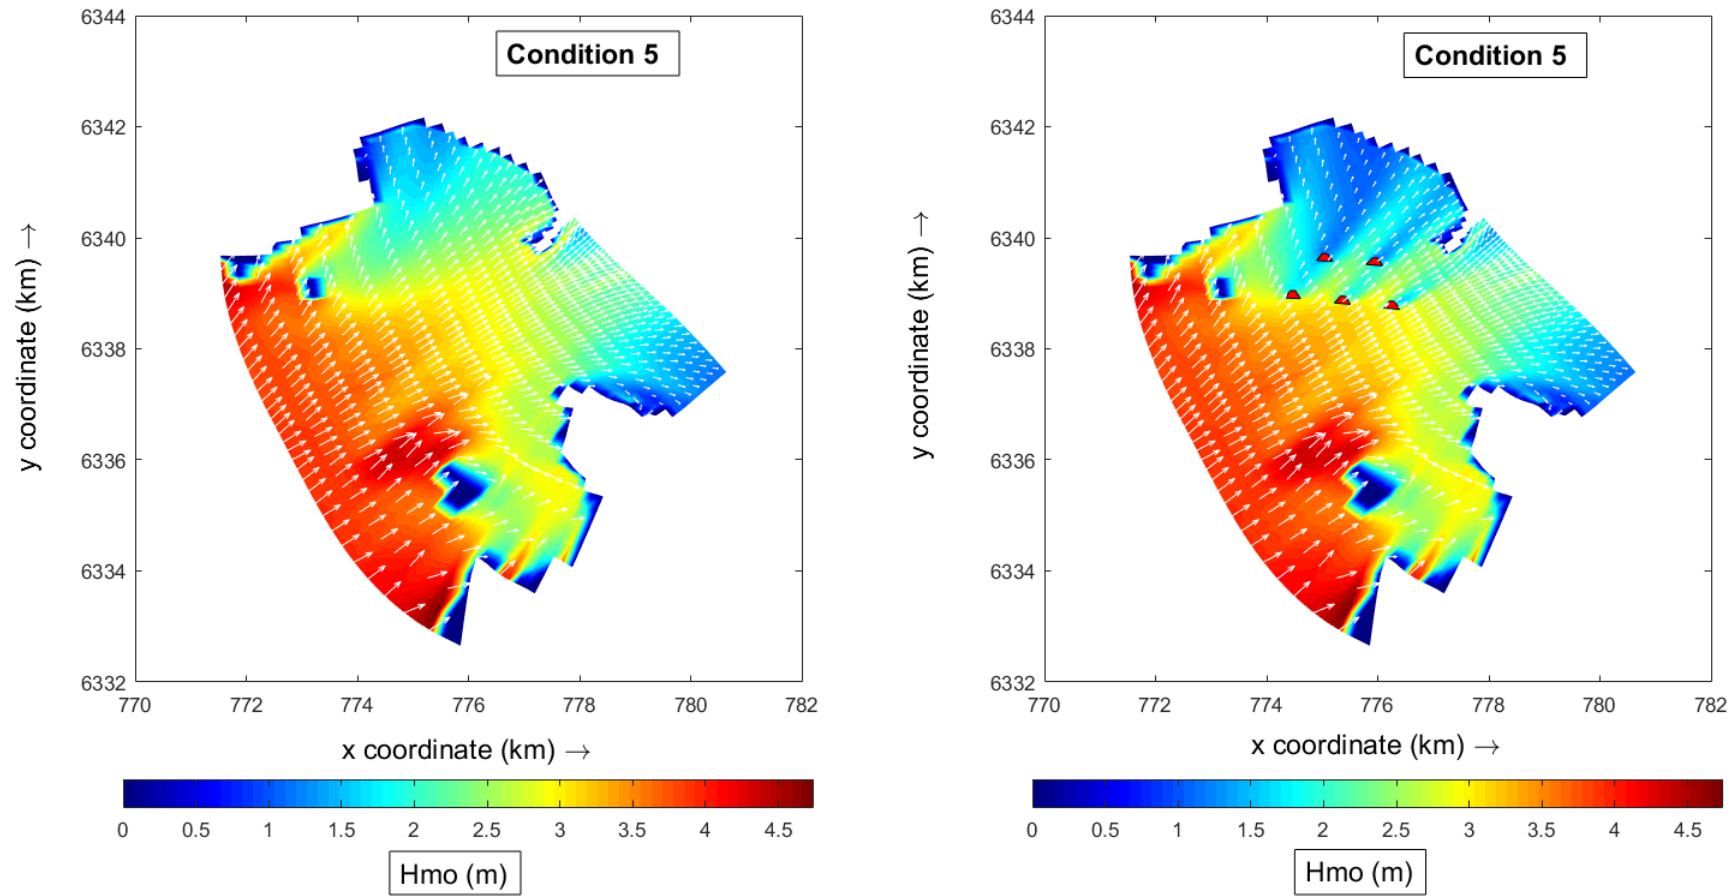 Condition 5
6344
6342
6340
6338
6336
6334
6332
y coordinate (km) →
770 772 774 776 778 780 782
x coordinate (km) →
0 0.5 1 1.5 2 2.5 3 3.5 4 4.5
Hmo (m)
Condition 5
6344
6342
6340
6338
6336
6334
6332
y coordinate (km) →
770 772 774 776 778 780 782
x coordinate (km) →
0 0.5 1 1.5 2 2.5 3 3.5 4 4.5
Hmo (m)